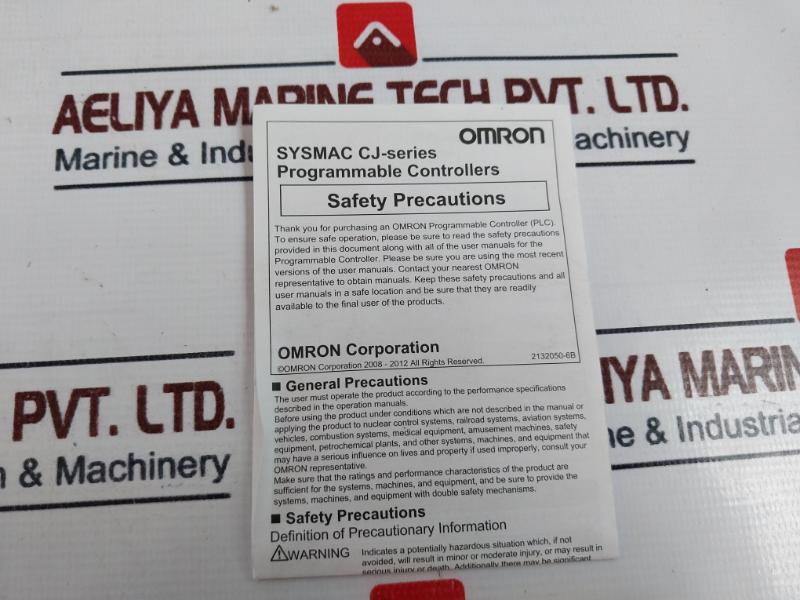 AELIYA MARINE TECH PVT. LTD.
Marine & Indu
achinery
OMRON
SYSMAC CJ-series
Programmable Controllers
Safety Precautions
Thank you for purchasing an OMRON Programmable Controller (PLC).
To ensure safe operation, please be sure to read the safety precautions
provided in this document along with all of the user manuals for the
Programmable Controller. Please be sure you are using the most recent
versions of the user manuals. Contact your nearest OMRON
representative to obtain manuals. Keep these safety precautions and all
user manuals in a safe location and be sure that they are readily
available to the final user of the products.
OMRON Corporation
©OMRON Corporation 2008 - 2012 All Rights Reserved.
2132050-6B
■ General Precautions
The user must operate the product according to the performance specifications
described in the operation manuals.
Before using the product under conditions which are not described in the manual or
applying the product to nuclear control systems, railroad systems, aviation systems,
vehicles, combustion systems, medical equipment, amusement machines, safety
equipment, petrochemical plants, and other systems, machines, and equipment that
may have a serious influence on lives and property if used improperly, consult your
OMRON representative.
Make sure that the ratings and performance characteristics of the product are
sufficient for the systems, machines, and equipment, and be sure to provide the
systems, machines, and equipment with double safety mechanisms.
■ Safety Precautions
Definition of Precautionary Information
⚠WARNING
Indicates a potentially hazardous situation which, if not
avoided, will result in minor or moderate injury, or may result in
serious injury or death. Additionally there may be significant
PVT. LTD.
& Machinery
IYA MARIN
ne & Industria